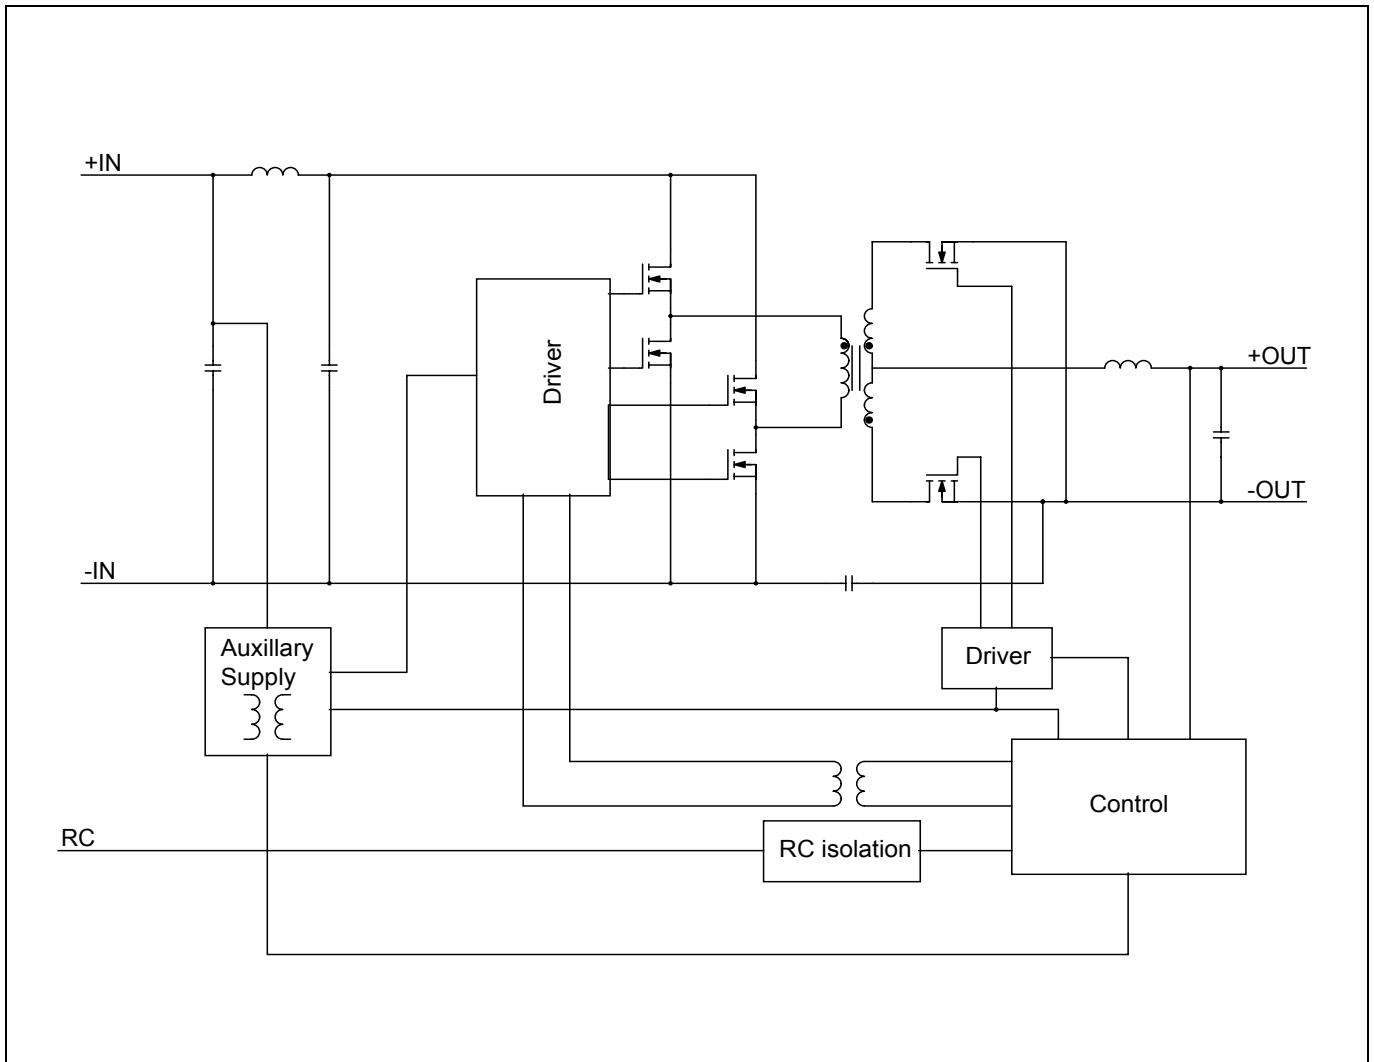 +IN
+OUT
Driver
-OUT
-IN
Auxillary
Supply
Driver
Control
RC
RC isolation